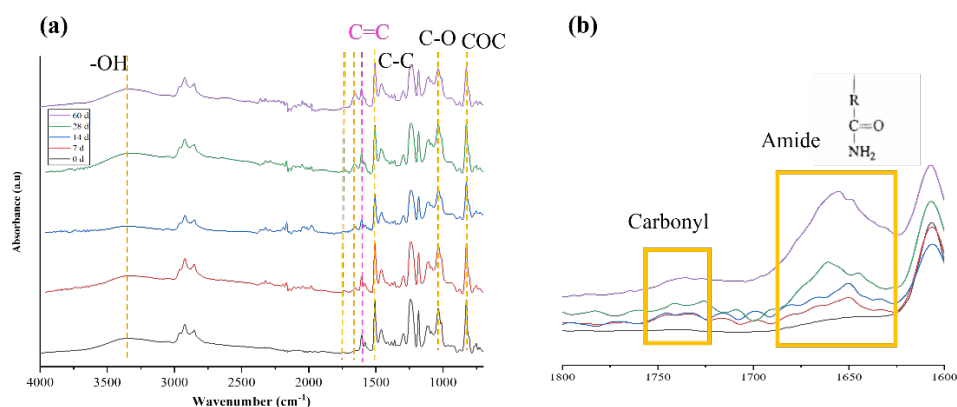 (a)
C=C
C-O
COC
C-C
-OH
60 d
28 d
14 d
7 d
0 d
Absorbance (a.u)
4000 3500 3000 2500 2000 1500 1000
Wavenumber (cm⁻¹)
(b)
R
C=O
NH₂
Amide
Carbonyl
1800 1750 1700 1650 1600